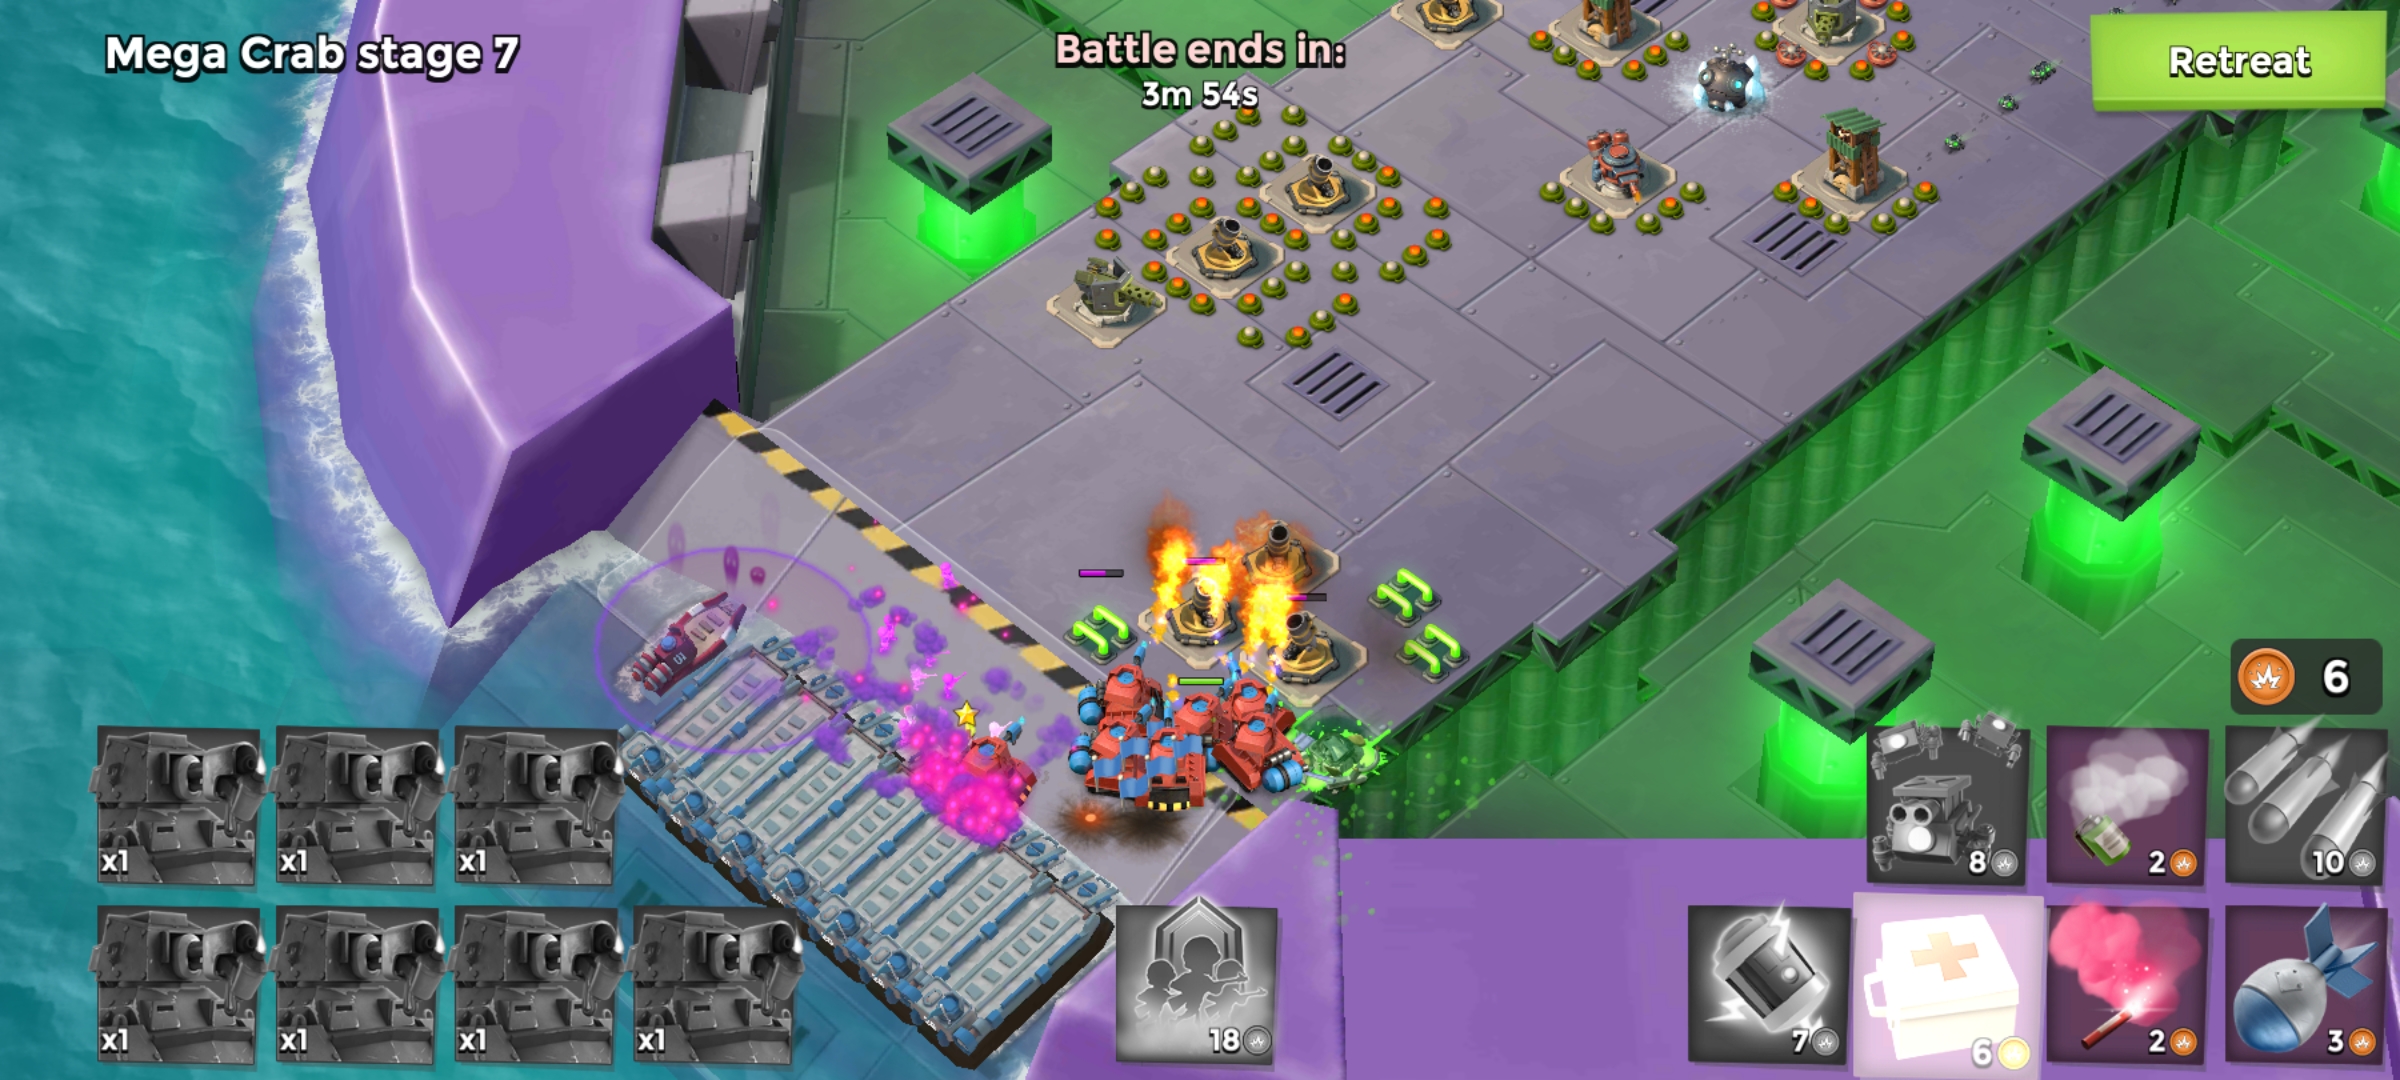 Mega Crab stage 7
Battle ends in:
3m 54s
Retreat
6
x1
x1
x1
8
2
10
x1
x1
x1
x1
18
7
6
2
3